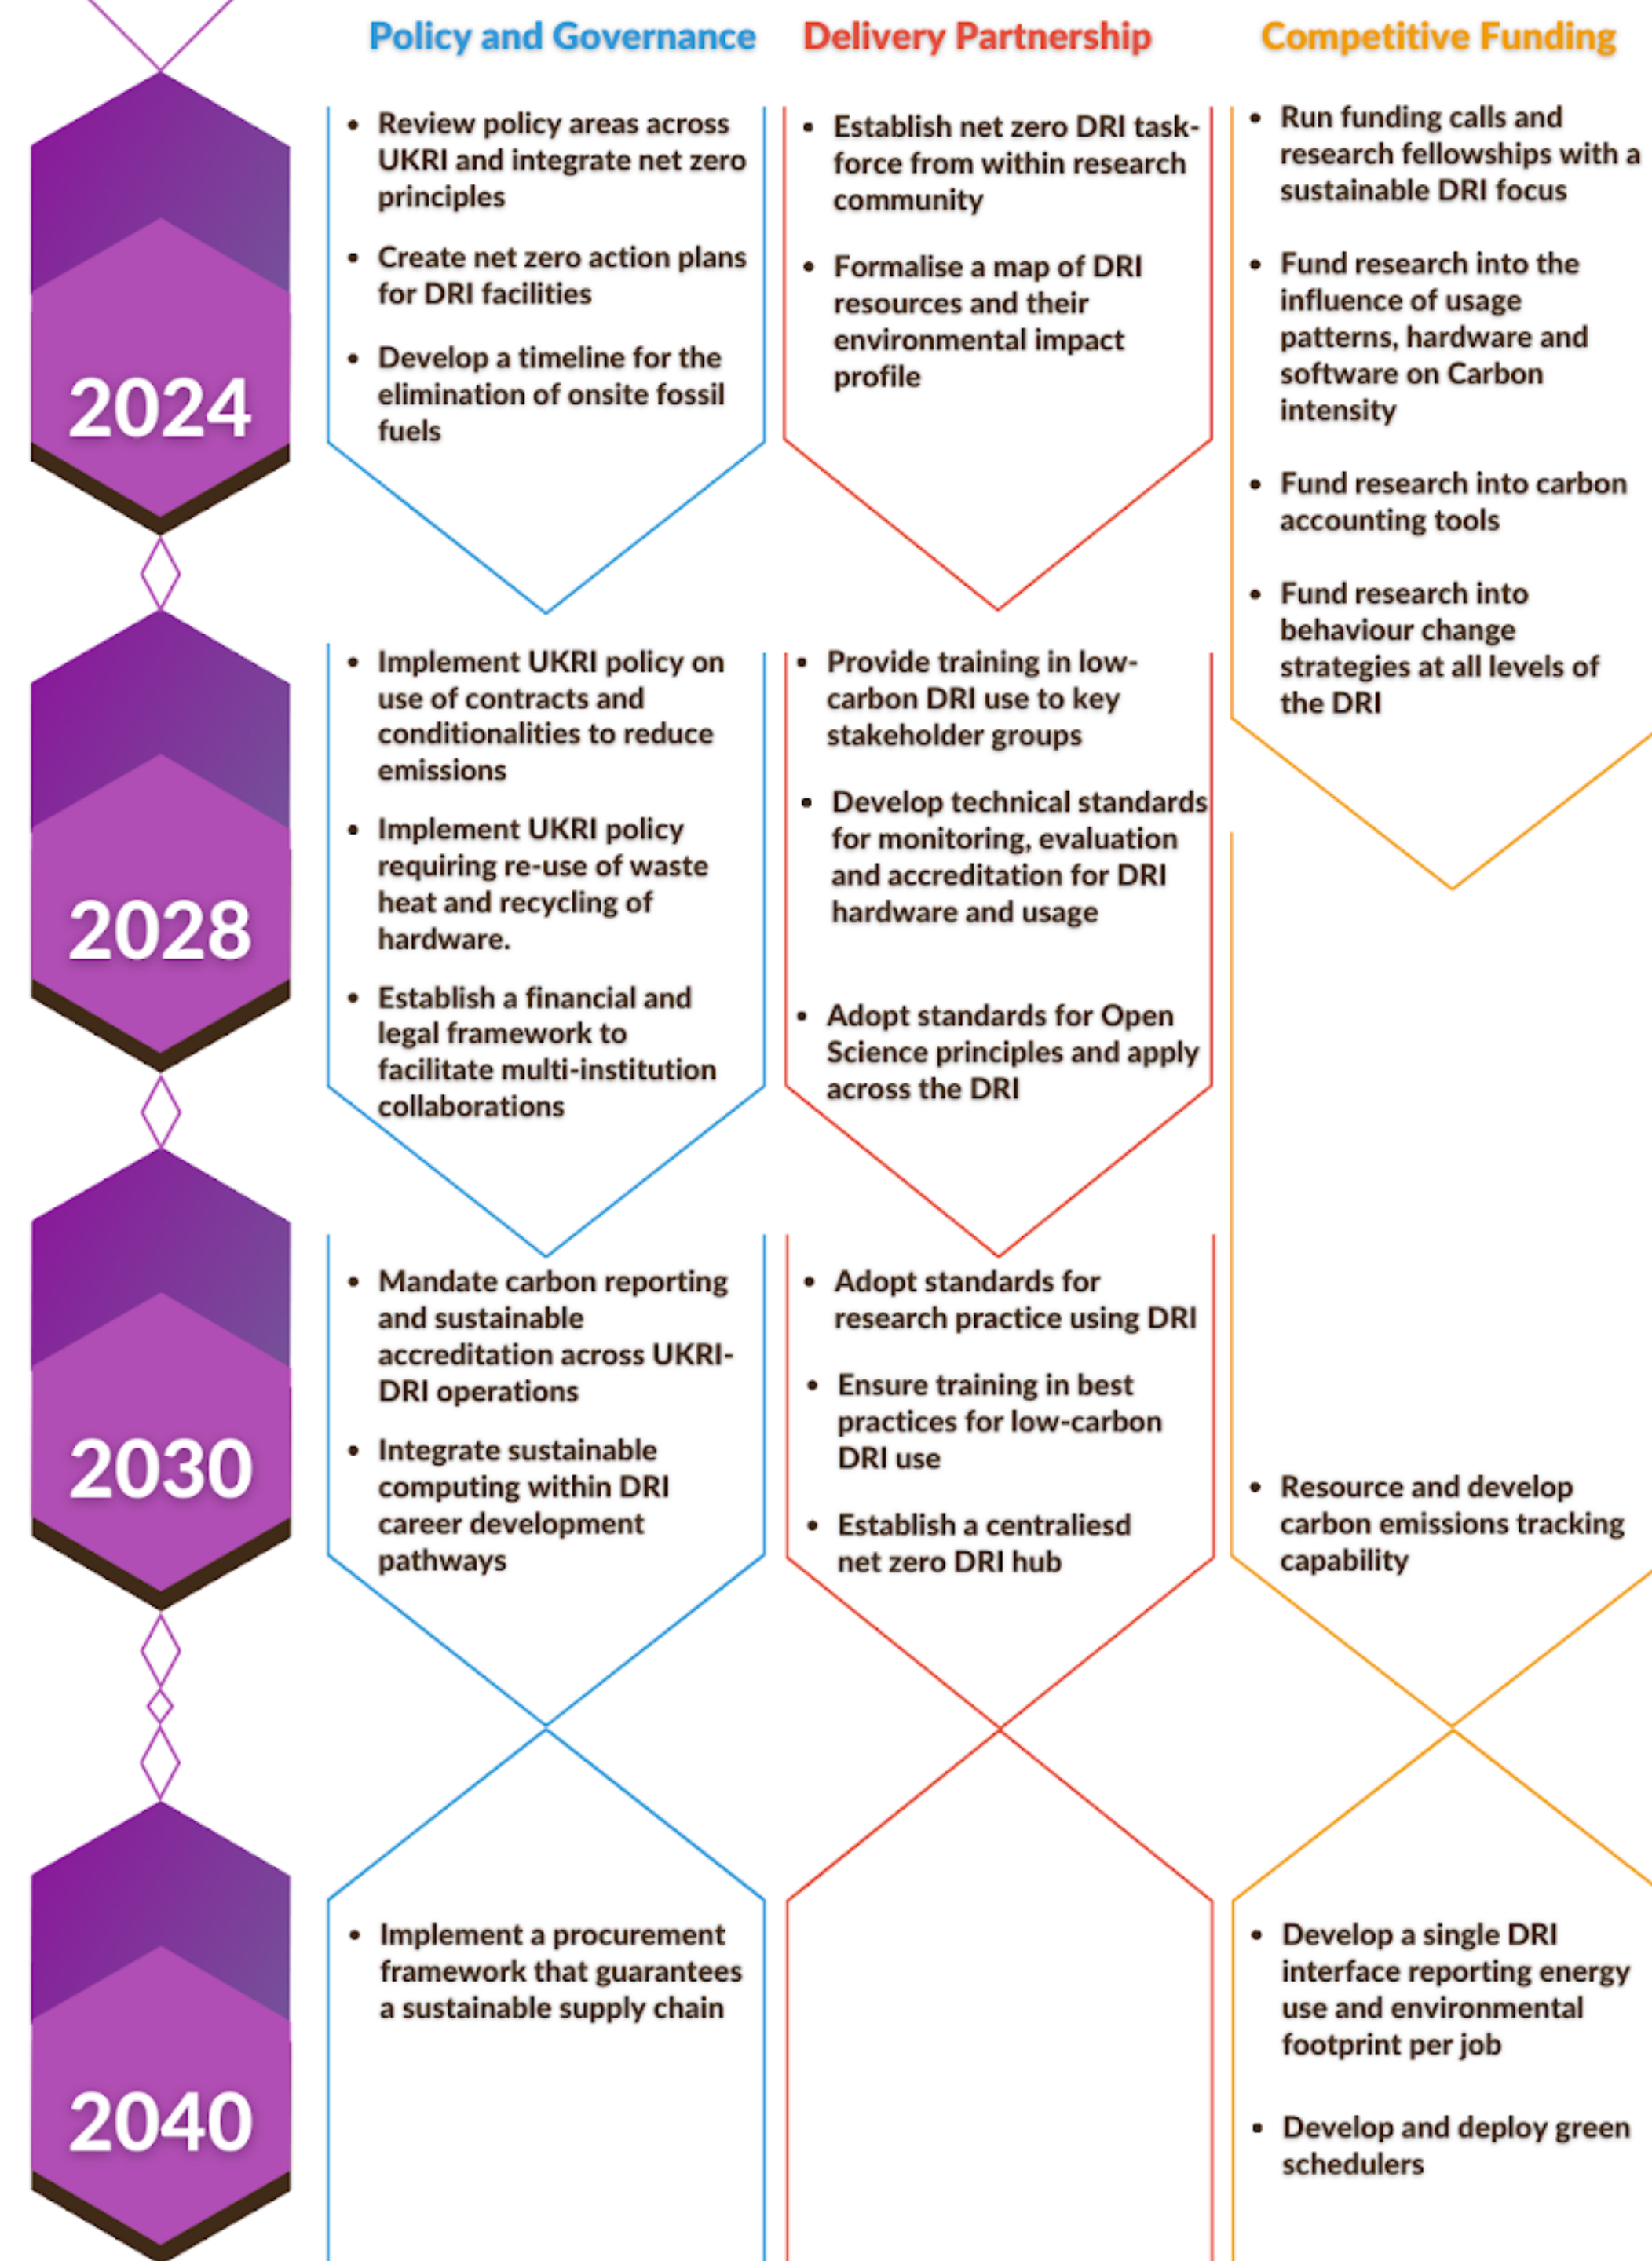 Policy and Governance
Delivery Partnership
Competitive Funding
2024
• Review policy areas across
UKRI and integrate net zero
principles
• Create net zero action plans
for DRI facilities
• Develop a timeline for the
elimination of onsite fossil
fuels
• Establish net zero DRI task-
force from within research
community
• Formalise a map of DRI
resources and their
environmental impact
profile
• Run funding calls and
research fellowships with a
sustainable DRI focus
• Fund research into the
influence of usage
patterns, hardware and
software on Carbon
intensity
• Fund research into carbon
accounting tools
• Fund research into
behaviour change
strategies at all levels of
the DRI
2028
• Implement UKRI policy on
use of contracts and
conditionalities to reduce
emissions
• Implement UKRI policy
requiring re-use of waste
heat and recycling of
hardware.
• Establish a financial and
legal framework to
facilitate multi-institution
collaborations
• Provide training in low-
carbon DRI use to key
stakeholder groups
• Develop technical standards
for monitoring, evaluation
and accreditation for DRI
hardware and usage
• Adopt standards for Open
Science principles and apply
across the DRI
2030
• Mandate carbon reporting
and sustainable
accreditation across UKRI-
DRI operations
• Integrate sustainable
computing within DRI
career development
pathways
• Adopt standards for
research practice using DRI
• Ensure training in best
practices for low-carbon
DRI use
• Establish a centraliesd
net zero DRI hub
• Resource and develop
carbon emissions tracking
capability
2040
• Implement a procurement
framework that guarantees
a sustainable supply chain
• Develop a single DRI
interface reporting energy
use and environmental
footprint per job
• Develop and deploy green
schedulers